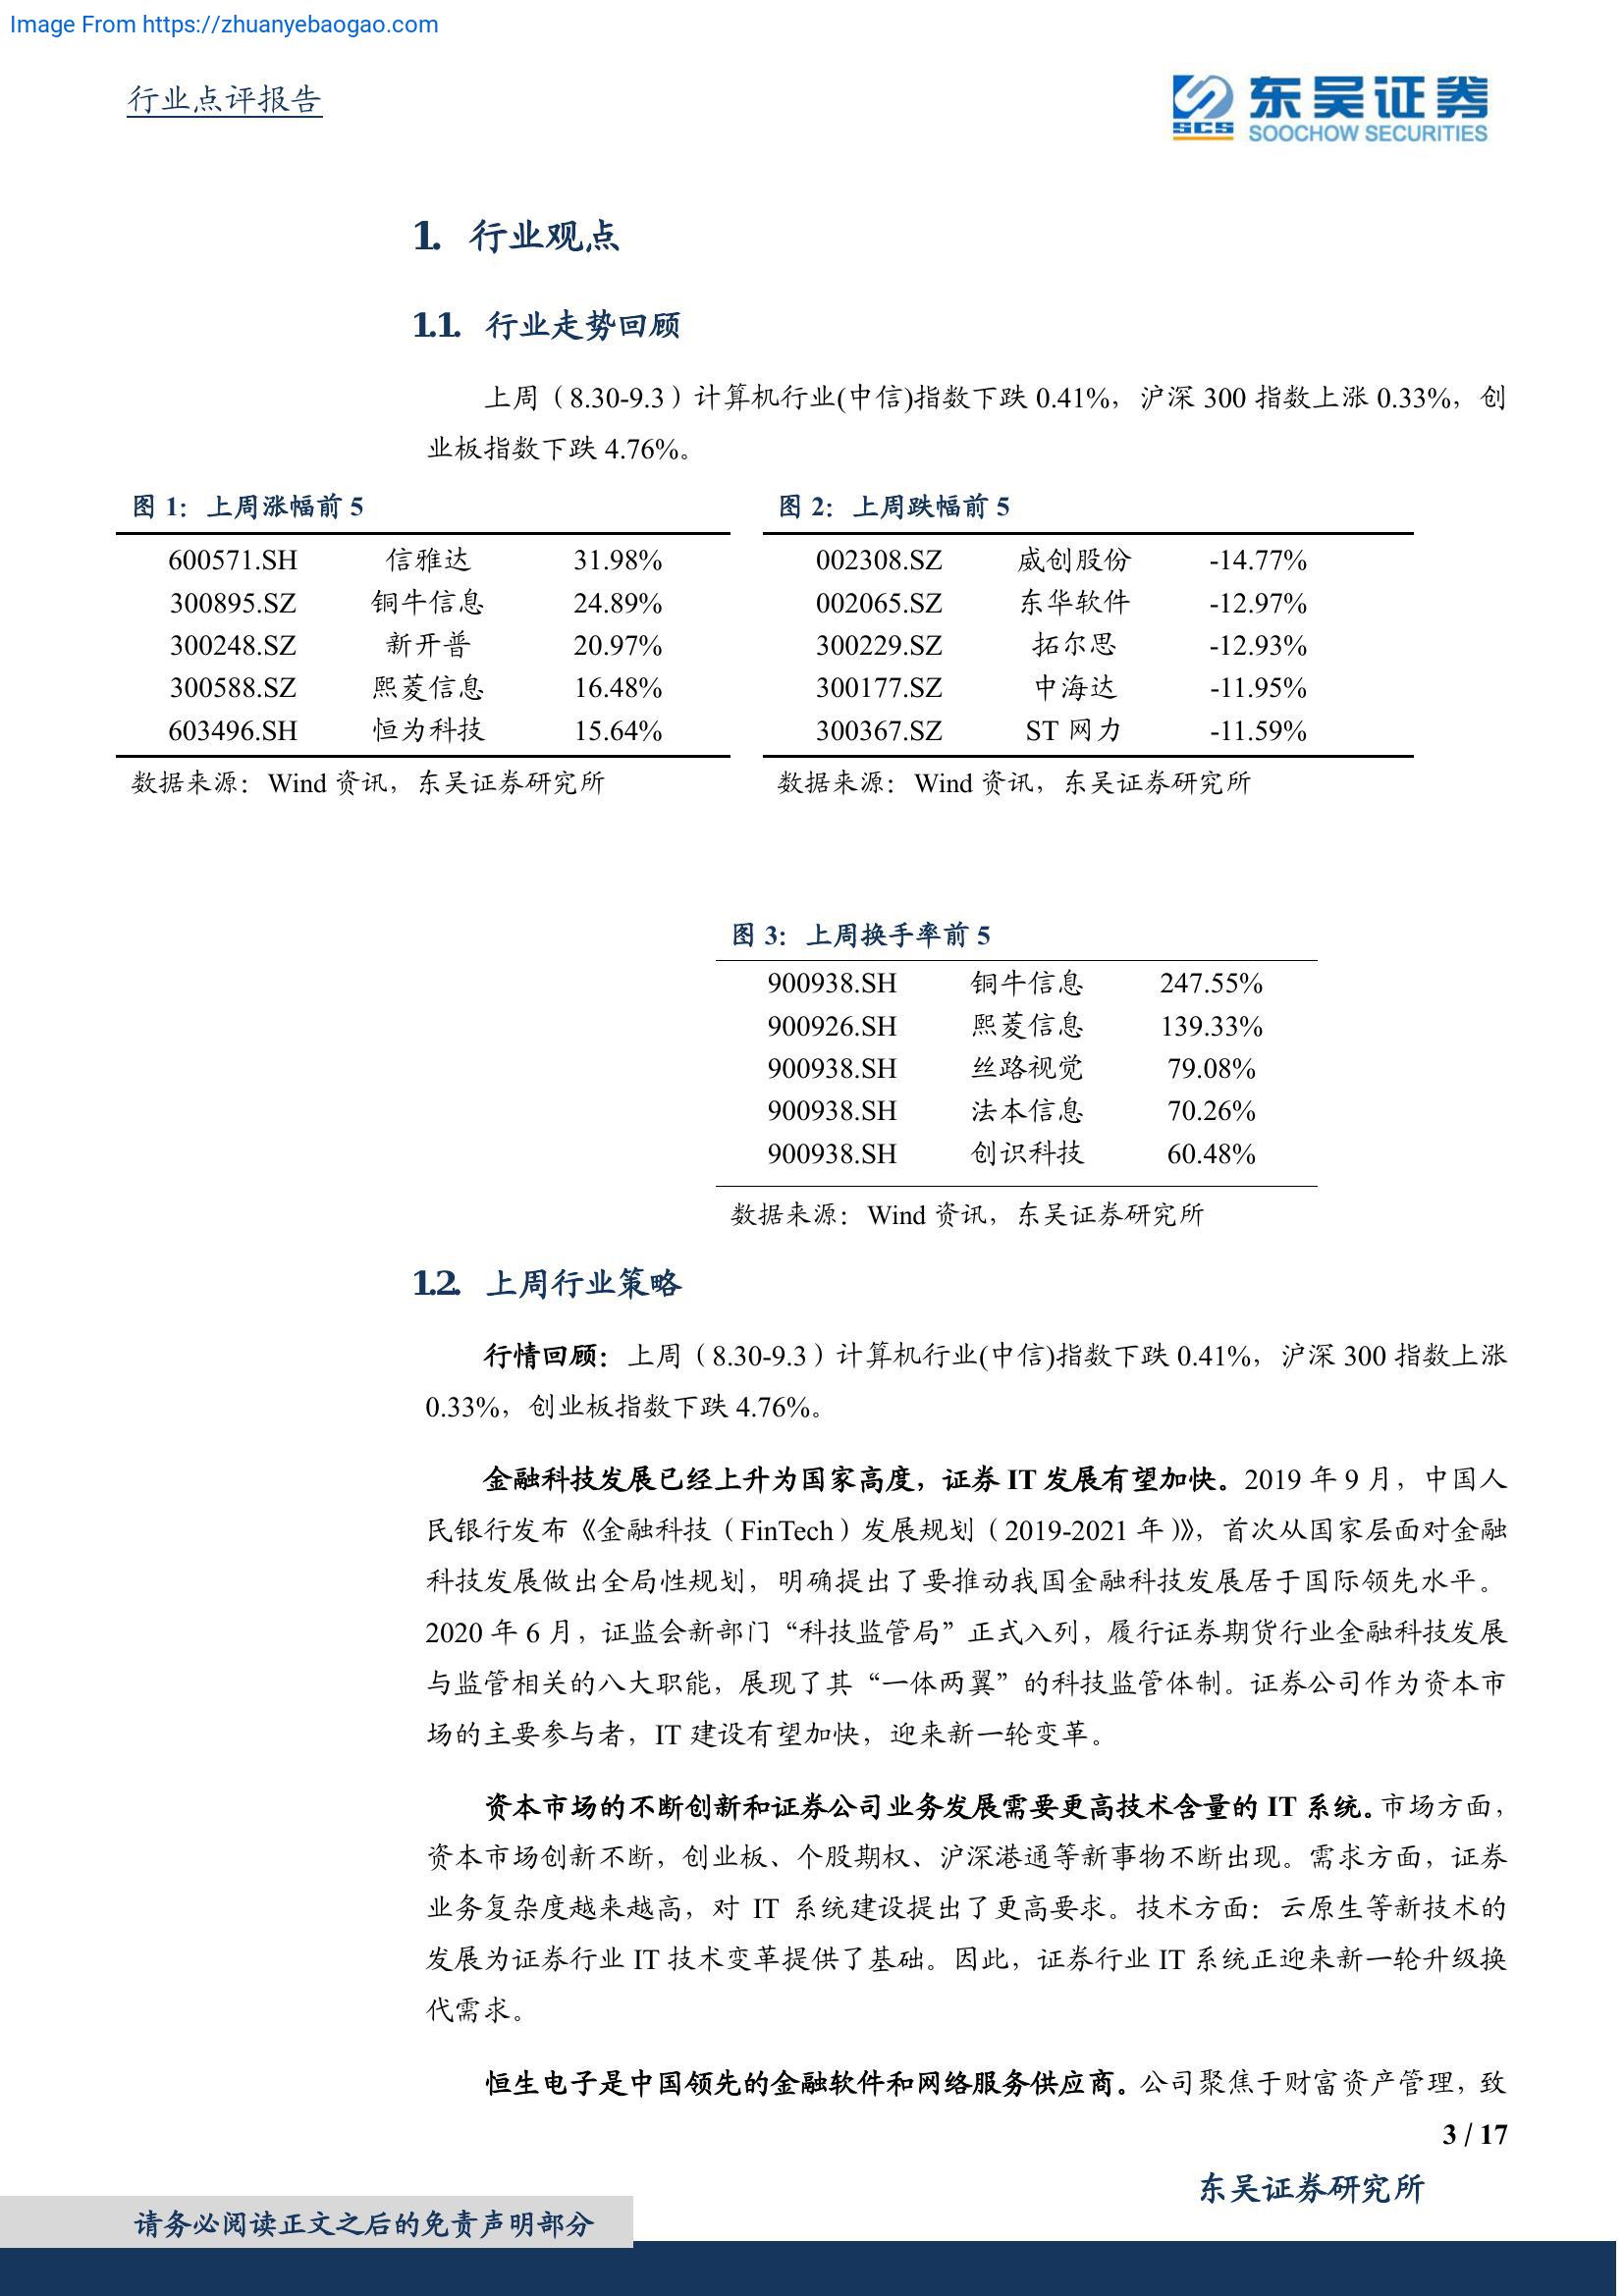 Image From https://zhuanyebaogao.com
行业点评报告
SCS 东吴证券
SOOCHOW SECURITIES
1. 行业观点
1.1. 行业走势回顾
上周（8.30-9.3）计算机行业(中信)指数下跌 0.41%，沪深 300 指数上涨 0.33%，创
业板指数下跌 4.76%。
图 1：上周涨幅前 5
600571.SH 信雅达 31.98%
300895.SZ 铜牛信息 24.89%
300248.SZ 新开普 20.97%
300588.SZ 熙菱信息 16.48%
603496.SH 恒为科技 15.64%
数据来源：Wind 资讯，东吴证券研究所
图 2：上周跌幅前 5
002308.SZ 威创股份 -14.77%
002065.SZ 东华软件 -12.97%
300229.SZ 拓尔思 -12.93%
300177.SZ 中海达 -11.95%
300367.SZ ST 网力 -11.59%
数据来源：Wind 资讯，东吴证券研究所
图 3：上周换手率前 5
900938.SH 铜牛信息 247.55%
900926.SH 熙菱信息 139.33%
900938.SH 丝路视觉 79.08%
900938.SH 法本信息 70.26%
900938.SH 创识科技 60.48%
数据来源：Wind 资讯，东吴证券研究所
1.2. 上周行业策略
行情回顾：上周（8.30-9.3）计算机行业(中信)指数下跌 0.41%，沪深 300 指数上涨
0.33%，创业板指数下跌 4.76%。
金融科技发展已经上升为国家高度，证券 IT 发展有望加快。2019 年 9 月，中国人
民银行发布《金融科技（FinTech）发展规划（2019-2021 年）》，首次从国家层面对金融
科技发展做出全局性规划，明确提出了要推动我国金融科技发展居于国际领先水平。
2020 年 6 月，证监会新部门“科技监管局”正式入列，履行证券期货行业金融科技发展
与监管相关的八大职能，展现了其“一体两翼”的科技监管体制。证券公司作为资本市
场的主要参与者，IT 建设有望加快，迎来新一轮变革。
资本市场的不断创新和证券公司业务发展需要更高技术含量的 IT 系统。市场方面，
资本市场创新不断，创业板、个股期权、沪深港通等新事物不断出现。需求方面，证券
业务复杂度越来越高，对 IT 系统建设提出了更高要求。技术方面：云原生等新技术的
发展为证券行业 IT 技术变革提供了基础。因此，证券行业 IT 系统正迎来新一轮升级换
代需求。
恒生电子是中国领先的金融软件和网络服务供应商。公司聚焦于财富资产管理，致
3 / 17
东吴证券研究所
请务必阅读正文之后的免责声明部分